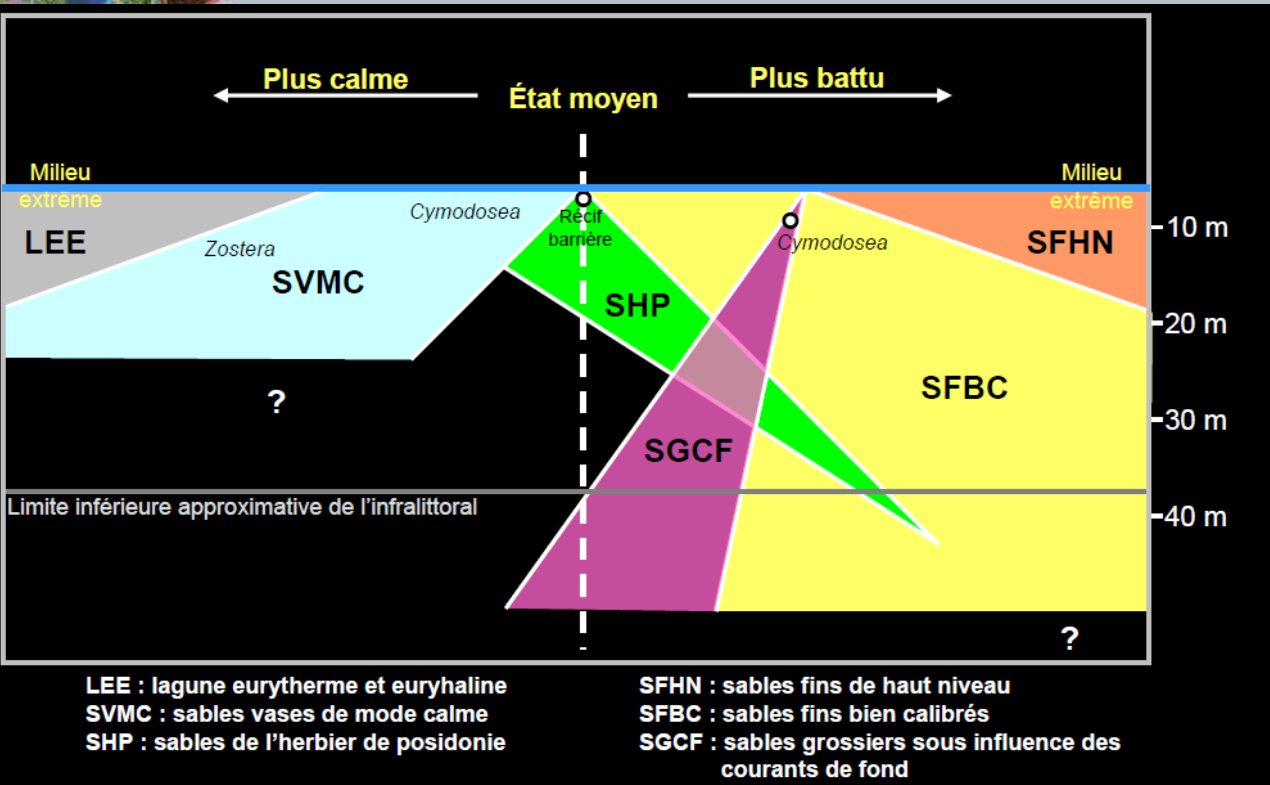 Plus calme
État moyen
Plus battu
Milieu
extrême
Milieu
extrême
LEE
Zostera
SVMC
Cymodosea
Récif
barrière
SHP
Cymodosea
SFHN
SFBC
SGCF
?
Limite inférieure approximative de l'infralittoral
?
10 m
20 m
30 m
40 m
LEE : lagune eurytherme et euryhaline
SVMC : sables vases de mode calme
SHP : sables de l'herbier de posidonie
SFHN : sables fins de haut niveau
SFBC : sables fins bien calibrés
SGCF : sables grossiers sous influence des
courants de fond